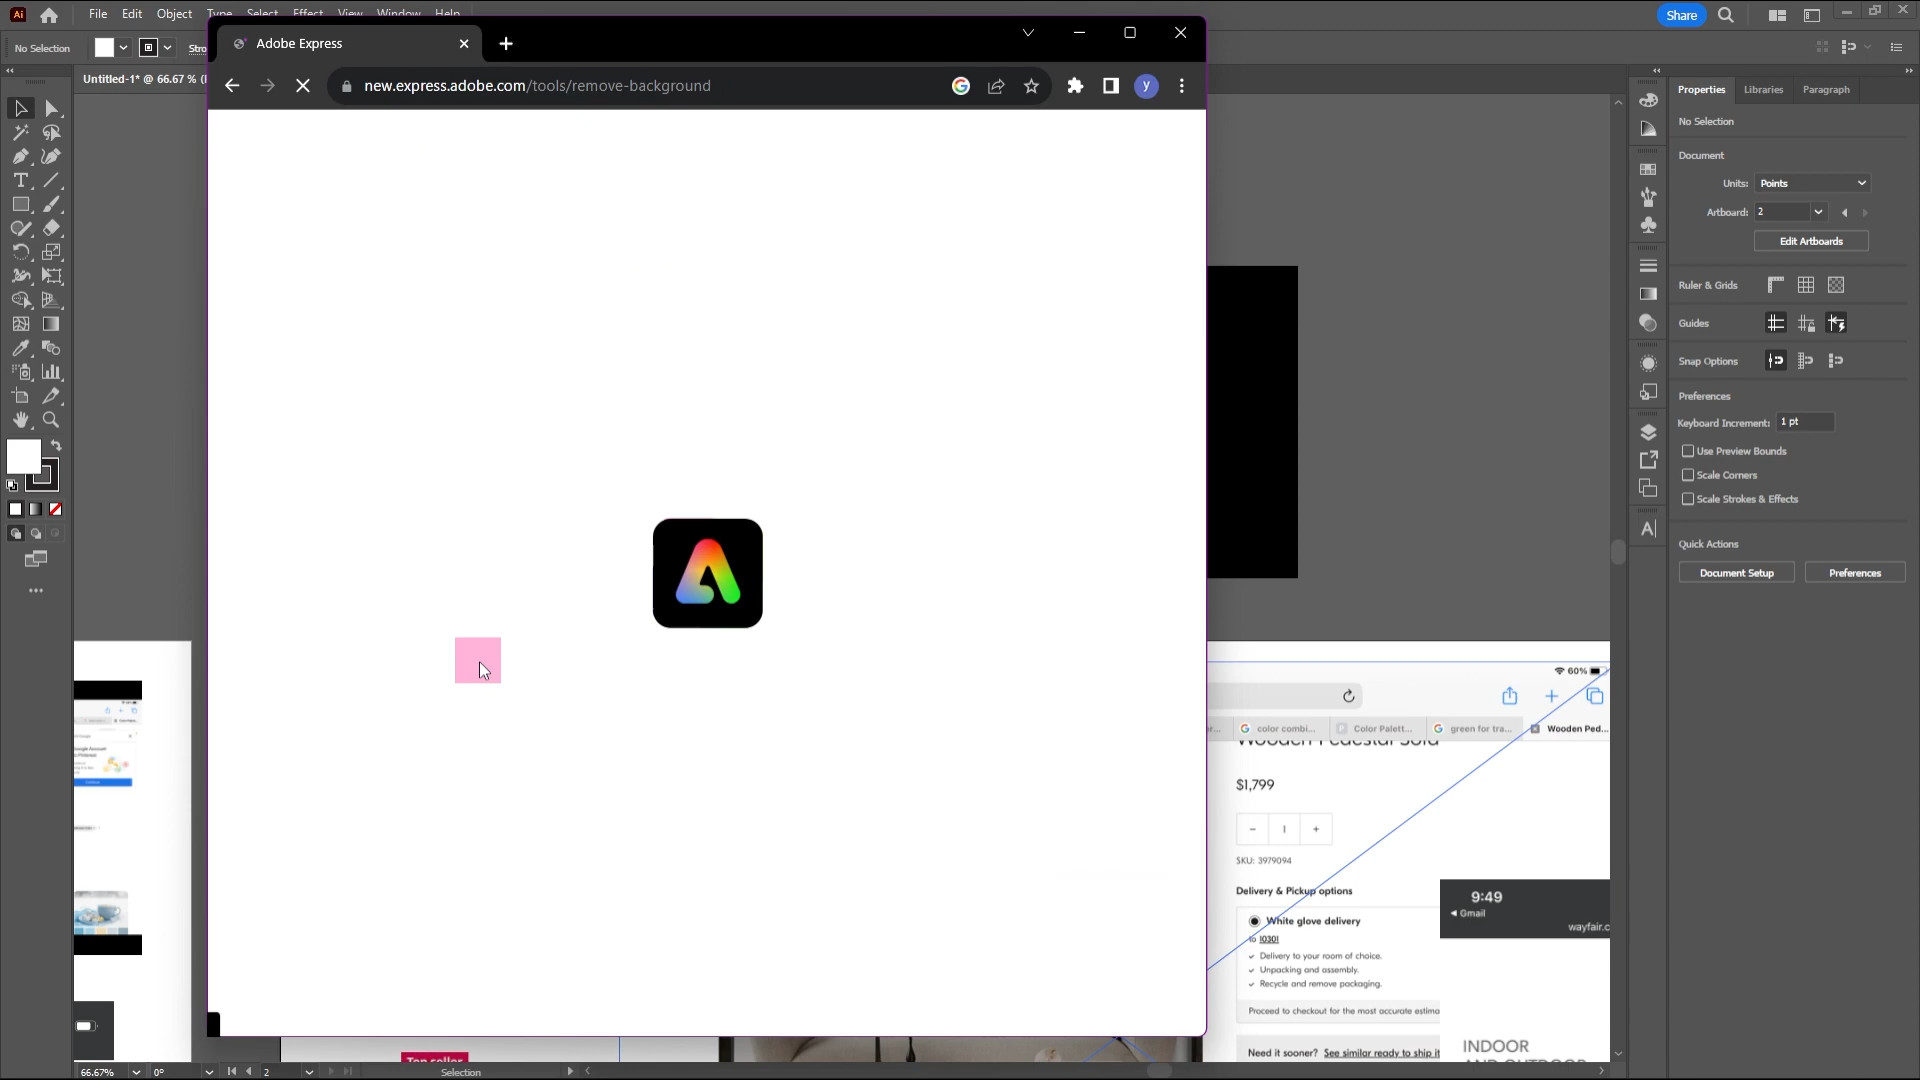 Ai File Edit Object Type Select Effect View Window Help
Share
Adobe Express
No Selection
Stro
new.express.adobe.com/tools/remove-background
y
Untitled-1* @ 66.67 %
Properties Libraries Paragraph
No Selection
Document
Units: Points
Artboard: 2
Edit Artboards
Ruler & Grids
Guides
Snap Options
Preferences
Keyboard Increment: 1 pt
Use Preview Bounds
Scale Corners
Scale Strokes & Effects
Quick Actions
Document Setup Preferences
60%
color combi...
Color Palett...
green for tra...
Wooden Ped...
Wooden Pedestal Sofa
$1,799
- 1 +
SKU: 3979094
Delivery & Pickup options
White glove delivery
to 10301
Delivery to your room of choice.
Unpacking and assembly.
Recycle and remove packaging.
Proceed to checkout for the most accurate estima
Need it sooner? See similar ready to ship it
9:49
Gmail
wayfair.c
INDOOR
AND OUTDOOR
Top seller
66.67% 0° 2 Selection